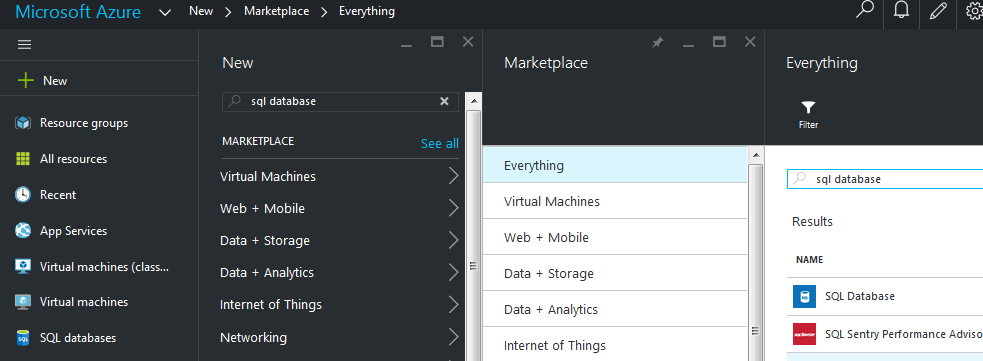 Microsoft Azure New > Marketplace > Everything
New
Resource groups
All resources
Recent
App Services
Virtual machines (class...
Virtual machines
SQL databases
New
sql database
MARKETPLACE See all
Virtual Machines
Web + Mobile
Data + Storage
Data + Analytics
Internet of Things
Networking
Marketplace
Everything
Virtual Machines
Web + Mobile
Data + Storage
Data + Analytics
Internet of Things
Everything
Filter
sql database
Results
NAME
SQL Database
SQL Sentry Performance Adviso